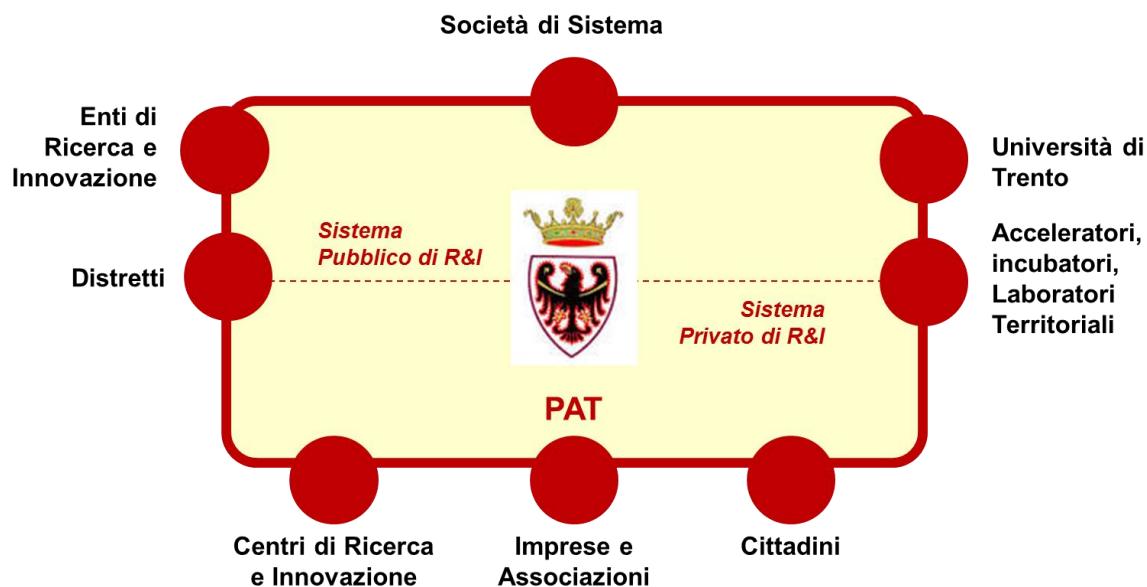 Società di Sistema
Enti di
Ricerca e
Innovazione
Università di
Trento
Sistema
Pubblico di R&I
Distretti
Acceleratori,
incubatori,
Laboratori
Territoriali
Sistema
Privato di R&I
PAT
Centri di Ricerca
e Innovazione
Imprese e
Associazioni
Cittadini